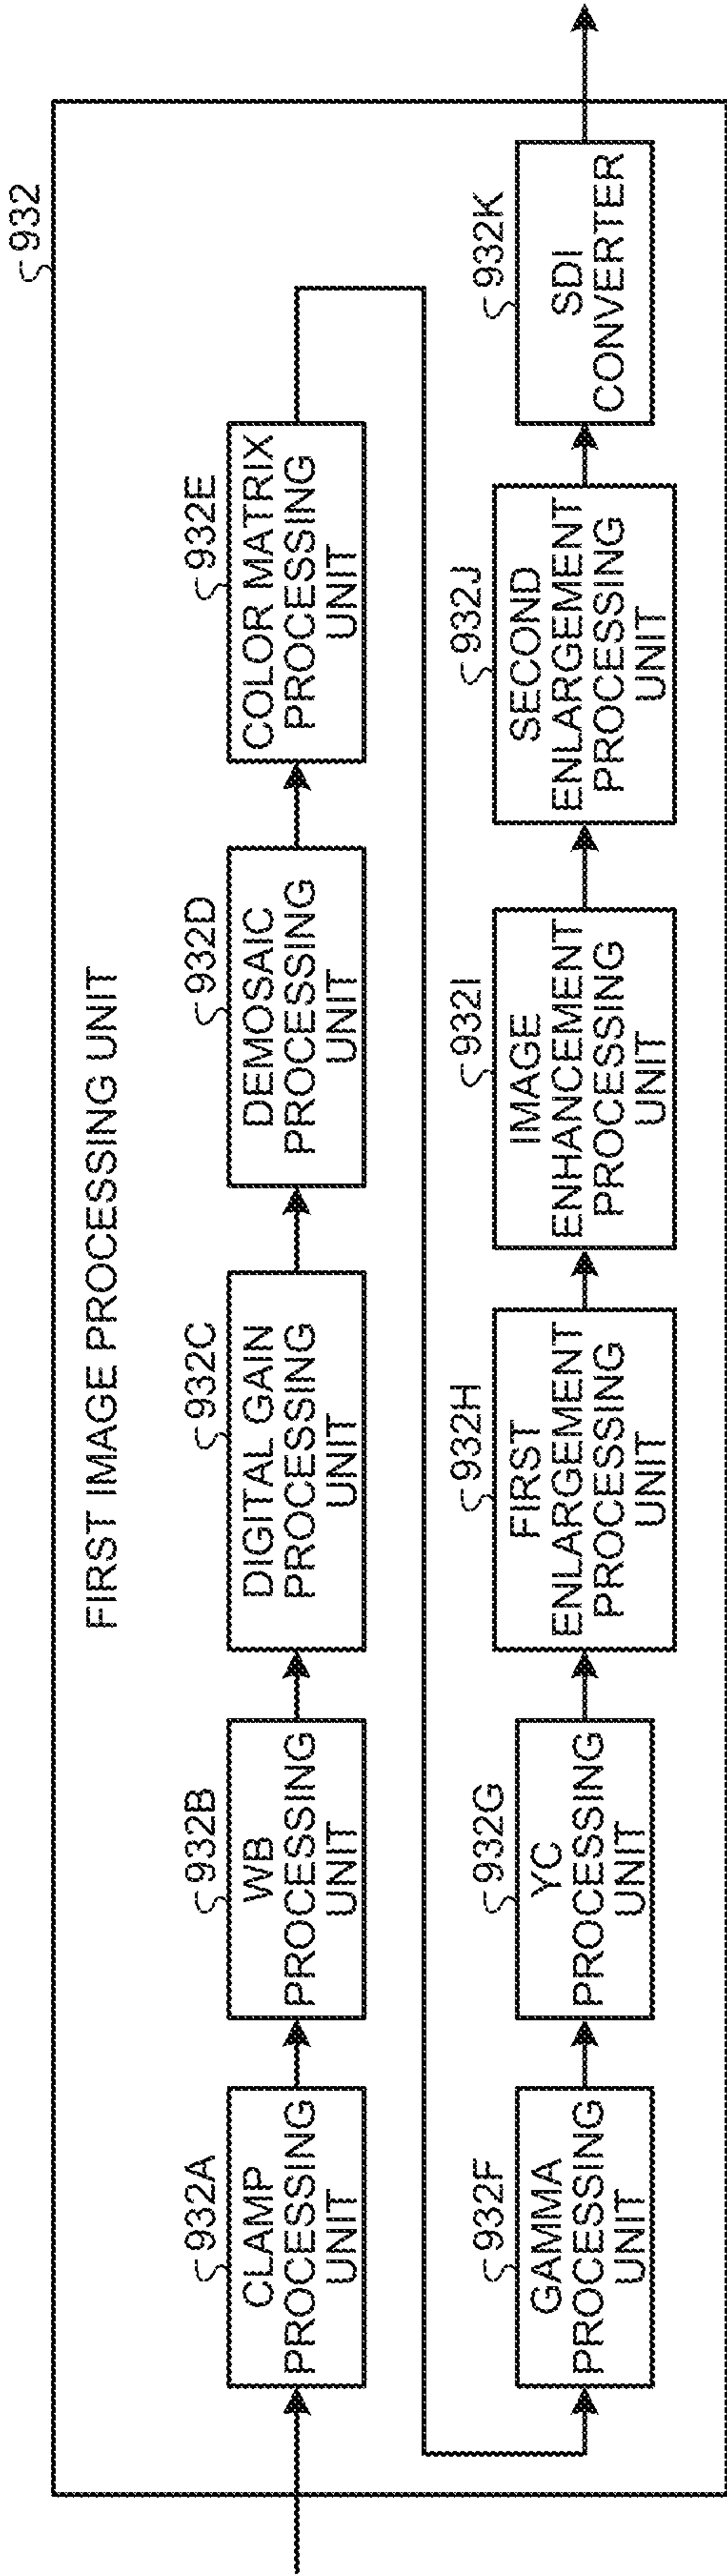 932
FIRST IMAGE PROCESSING UNIT
932A
CLAMP
PROCESSING
UNIT
932B
WB
PROCESSING
UNIT
932C
DIGITAL GAIN
PROCESSING
UNIT
932D
DEMOSAIC
PROCESSING
UNIT
932E
COLOR MATRIX
PROCESSING
UNIT
932F
GAMMA
PROCESSING
UNIT
932G
YC
PROCESSING
UNIT
932H
FIRST
ENLARGEMENT
PROCESSING
UNIT
932I
IMAGE
ENHANCEMENT
PROCESSING
UNIT
932J
SECOND
ENLARGEMENT
PROCESSING
UNIT
932K
SDI
CONVERTER